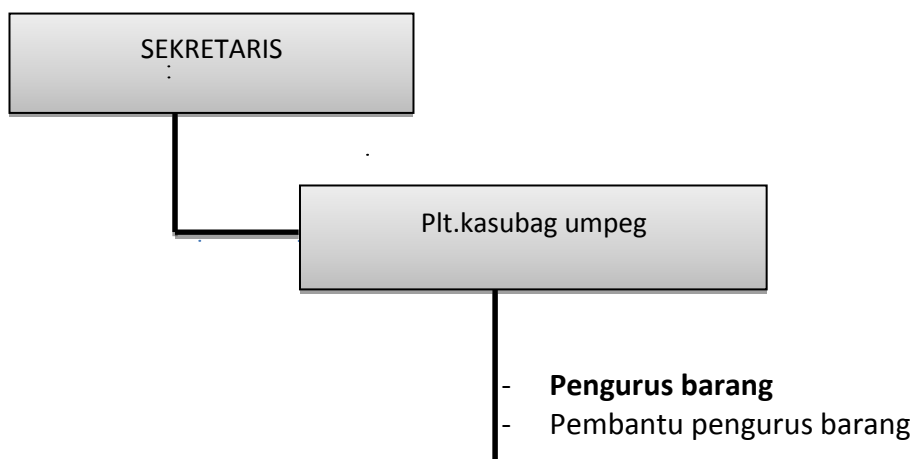 SEKRETARIS
:
Plt.kasubag umpeg
- Pengurus barang
- Pembantu pengurus barang